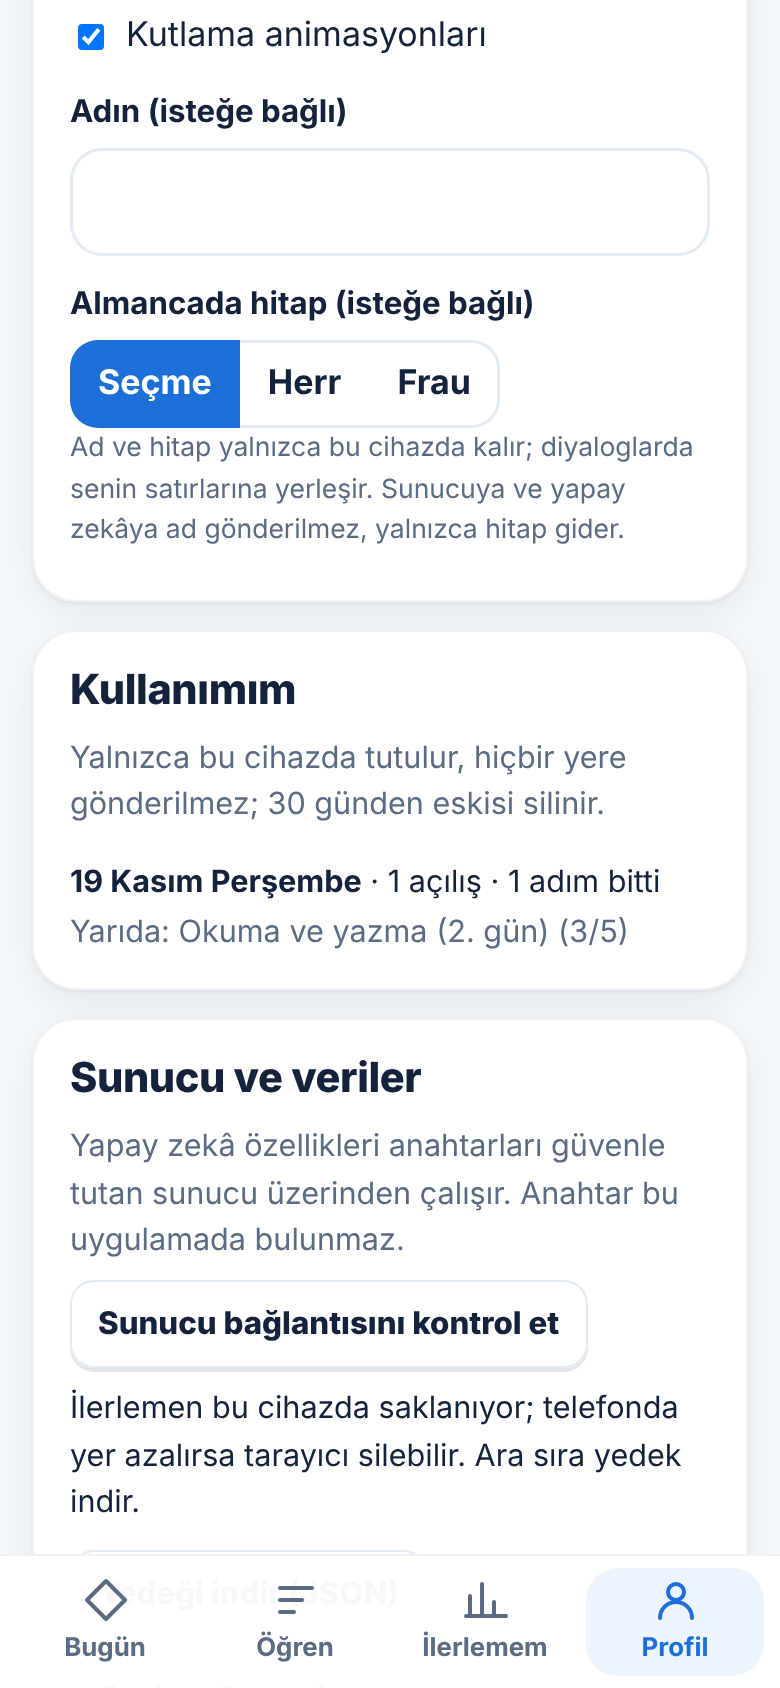 Kutlama animasyonları
Adın (isteğe bağlı)
Almancada hitap (isteğe bağlı)
Seçme Herr Frau
Ad ve hitap yalnızca bu cihazda kalır; diyaloglarda
senin satırlarına yerleşir. Sunucuya ve yapay
zekâya ad gönderilmez, yalnızca hitap gider.
Kullanımım
Yalnızca bu cihazda tutulur, hiçbir yere
gönderilmez; 30 günden eskisi silinir.
19 Kasım Perşembe · 1 açılış · 1 adım bitti
Yarıda: Okuma ve yazma (2. gün) (3/5)
Sunucu ve veriler
Yapay zekâ özellikleri anahtarları güvenle
tutan sunucu üzerinden çalışır. Anahtar bu
uygulamada bulunmaz.
Sunucu bağlantısını kontrol et
İlerlemen bu cihazda saklanıyor; telefonda
yer azalırsa tarayıcı silebilir. Ara sıra yedek
indir.
Yedeği indir (JSON)
Bugün Öğren İlerlemem Profil